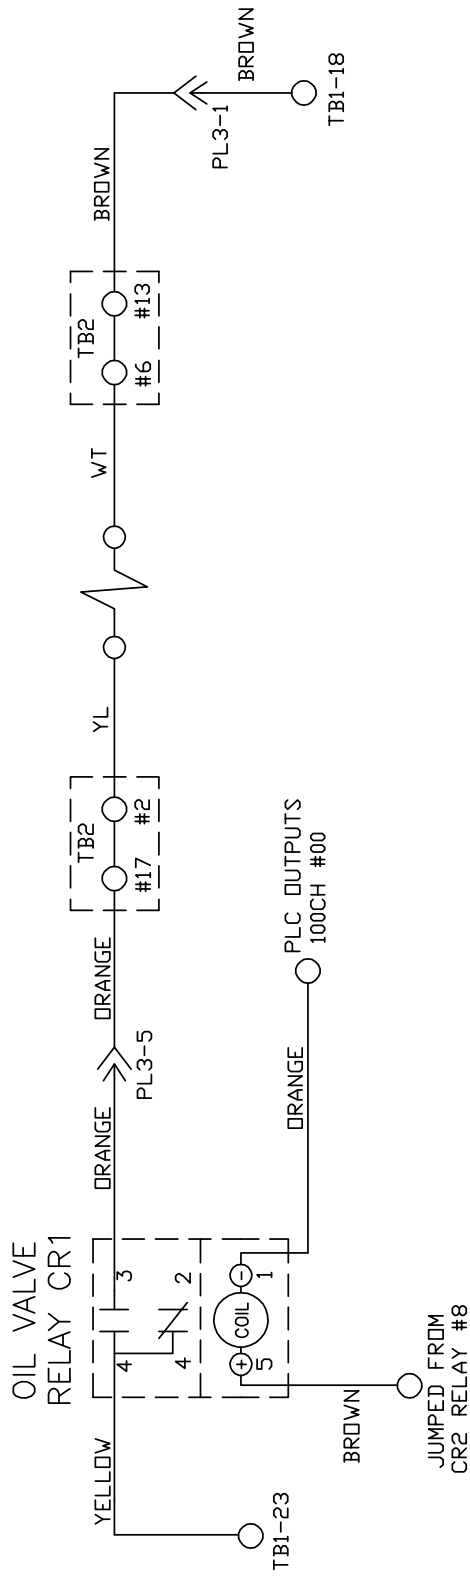 OIL VALVE
RELAY CR1
YELLOW
TB1-23
4
3
4
2
COIL
+
5
-
1
BROWN
JUMPED FROM
CR2 RELAY #8
ORANGE
PL3-5
ORANGE
ORANGE
PLC OUTPUTS
100CH #00
TB2
#17
#2
YL
WT
TB2
#6
#13
BROWN
PL3-1
BROWN
TB1-18